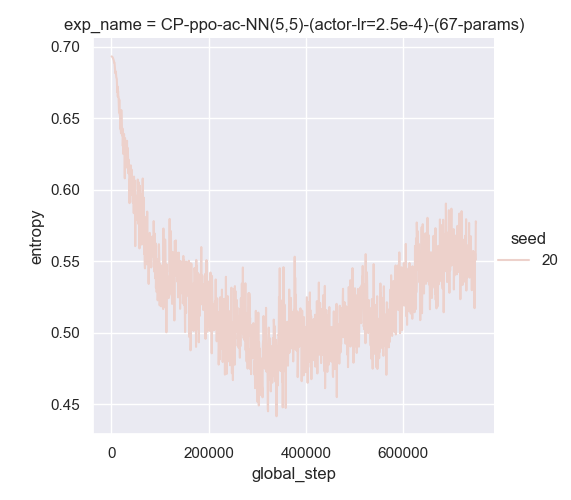 exp_name = CP-ppo-ac-NN(5,5)-(actor-lr=2.5e-4)-(67-params)
0.70
0.65
0.60
0.55
0.50
0.45
entropy
0 200000 400000 600000
global_step
seed
20